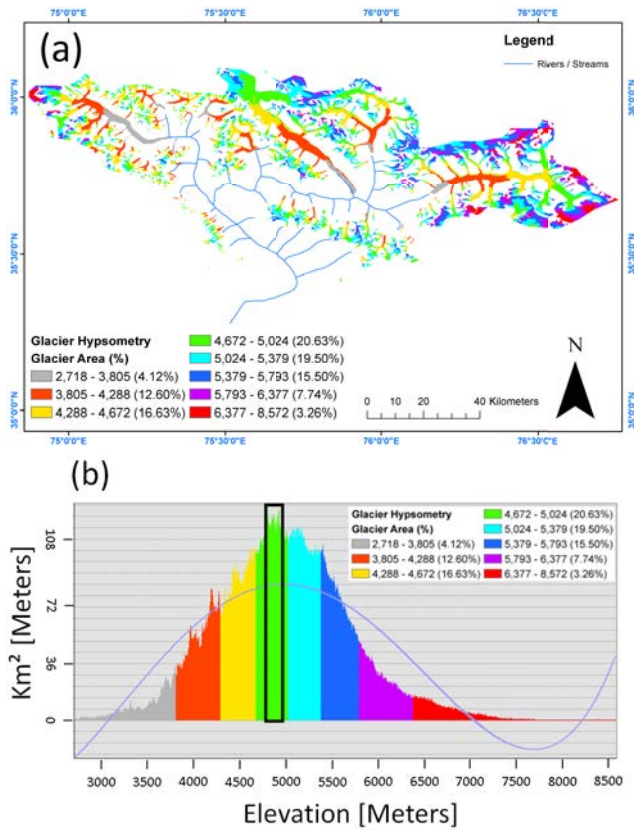 75°0'0"E 75°30'0"E 76°0'0"E 76°30'0"E
(a)
Legend
Rivers / Streams
36°0'0"N 36°0'0"N
35°30'0"N 35°30'0"N
35°0'0"N 35°0'0"N
Glacier Hypsometry
Glacier Area (%)
2,718 - 3,805 (4.12%)
3,805 - 4,288 (12.60%)
4,288 - 4,672 (16.63%)
4,672 - 5,024 (20.63%)
5,024 - 5,379 (19.50%)
5,379 - 5,793 (15.50%)
5,793 - 6,377 (7.74%)
6,377 - 8,572 (3.26%)
N
0 10 20 40 Kilometers
75°0'0"E 75°30'0"E 76°0'0"E 76°30'0"E
(b)
Glacier Hypsometry
Glacier Area (%)
2,718 - 3,805 (4.12%)
3,805 - 4,288 (12.60%)
4,288 - 4,672 (16.63%)
4,672 - 5,024 (20.63%)
5,024 - 5,379 (19.50%)
5,379 - 5,793 (15.50%)
5,793 - 6,377 (7.74%)
6,377 - 8,572 (3.26%)
Km² [Meters]
108
72
36
0
3000 3500 4000 4500 5000 5500 6000 6500 7000 7500 8000 8500
Elevation [Meters]